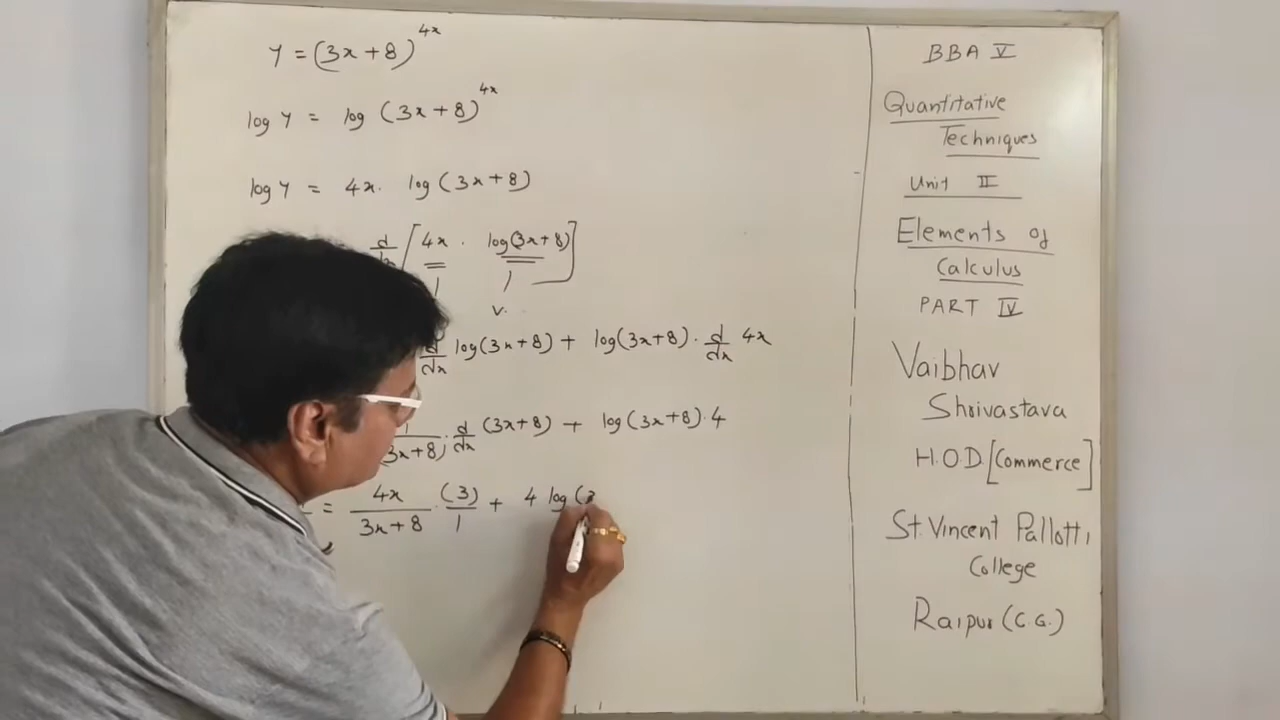 Y = (3x+8)^4x
log Y = log (3x+8)^4x
log Y = 4x. log (3x+8)
d/dx [4x . log(3x+8)]
V.
d/dx log(3x+8) + log(3x+8) . d/dx 4x
(3x+8) . d/dx (3x+8) + log(3x+8) . 4
= 4x/3x+8 . (3)/1 + 4 log (3
BBA V
Quantitative
Techniques
Unit II
Elements of
Calculus
PART IV
Vaibhav
Shrivastava
H.O.D [Commerce]
St. Vincent Pallotti
College
Raipur (C.G.)